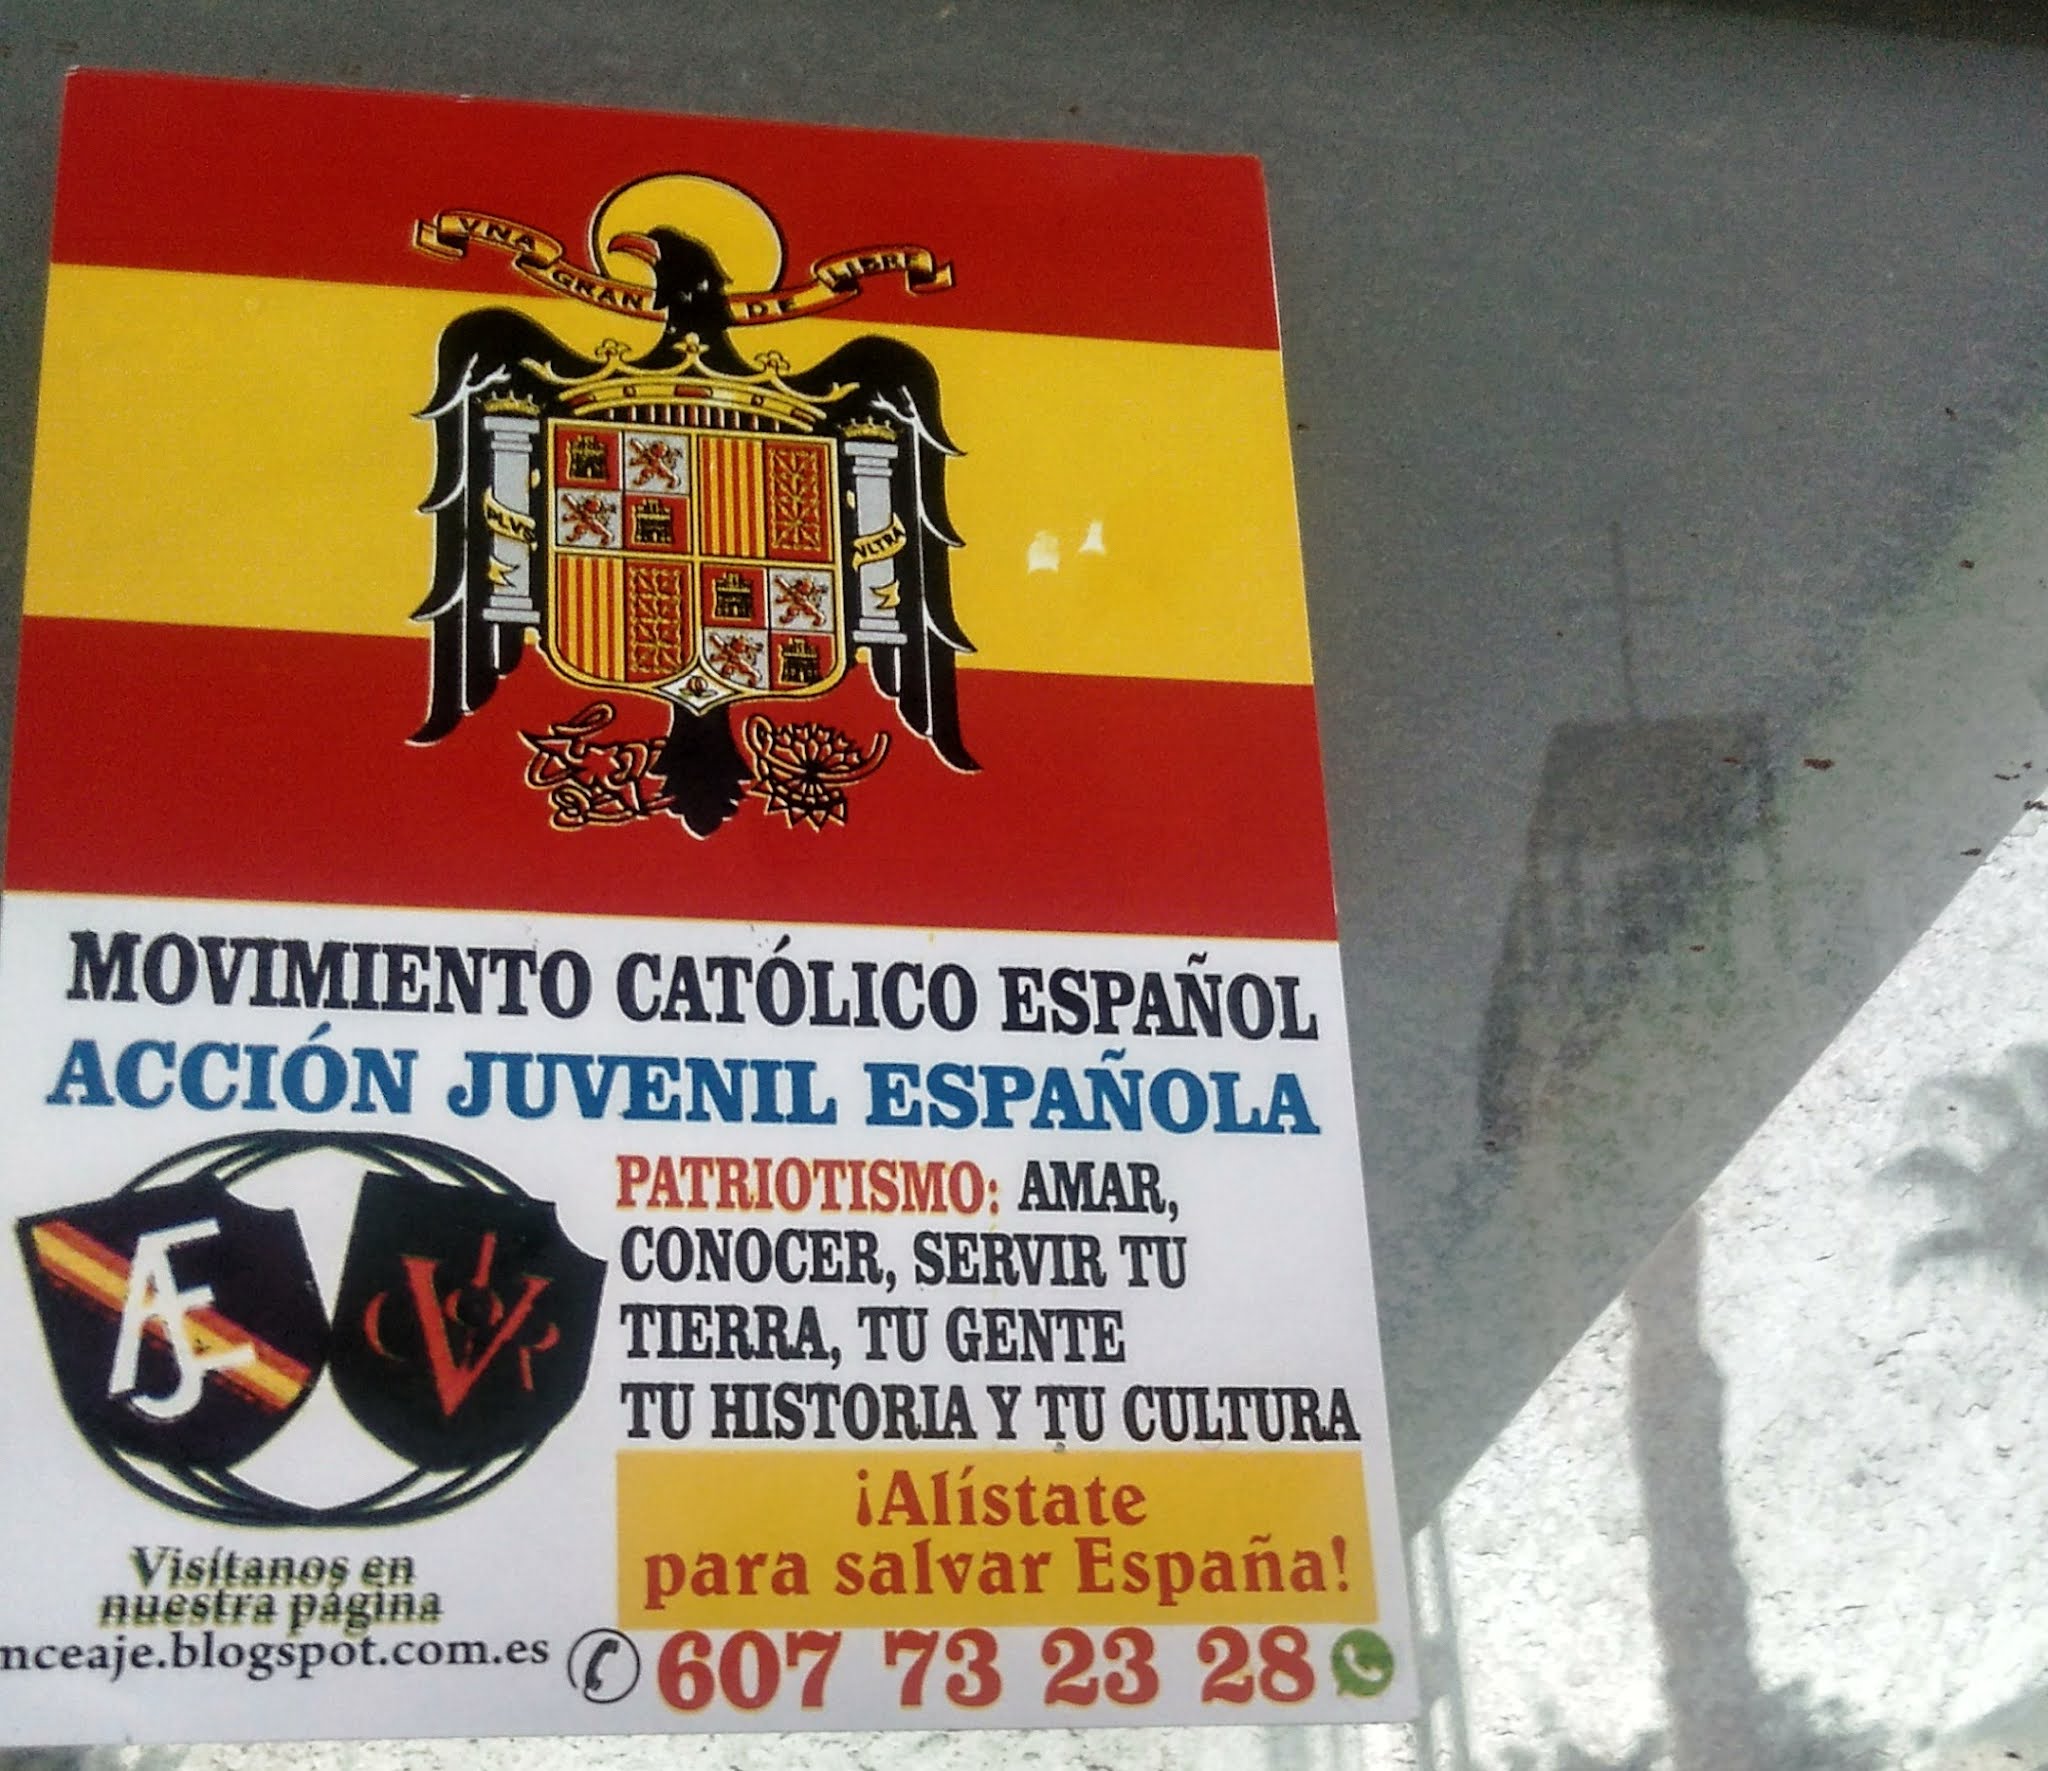 VNA GRANDE LIBRE
PLVS VLTRA
MOVIMIENTO CATÓLICO ESPAÑOL
ACCIÓN JUVENIL ESPAÑOLA
PATRIOTISMO: AMAR,
CONOCER, SERVIR TU
TIERRA, TU GENTE
TU HISTORIA Y TU CULTURA
AJE
¡Alístate
para salvar España!
Visítanos en
nuestra página
mceaje.blogspot.com.es
607 73 23 28